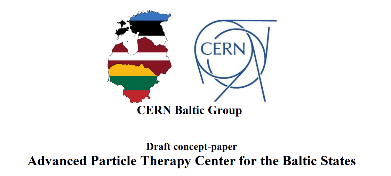 CERN
CERN Baltic Group
Draft concept-paper
Advanced Particle Therapy Center for the Baltic States